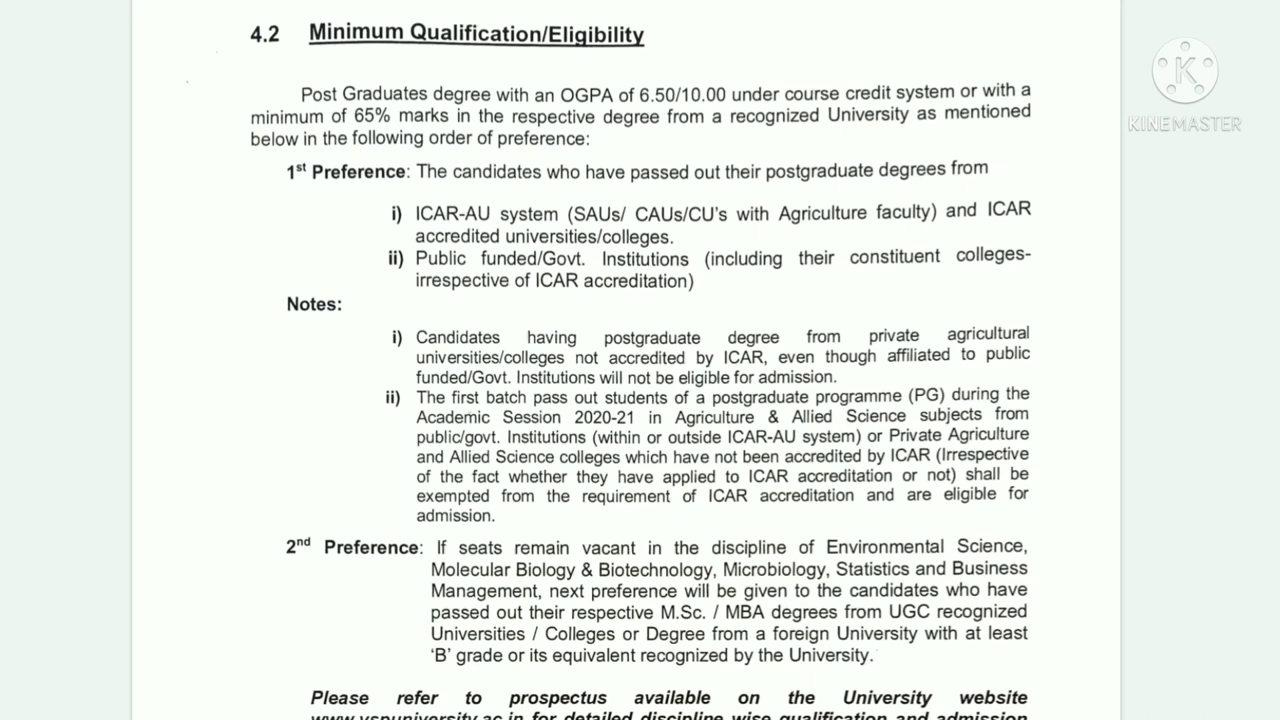 4.2 Minimum Qualification/Eligibility
KINEMASTER
Post Graduates degree with an OGPA of 6.50/10.00 under course credit system or with a
minimum of 65% marks in the respective degree from a recognized University as mentioned
below in the following order of preference:
1st Preference: The candidates who have passed out their postgraduate degrees from
i) ICAR-AU system (SAUs/ CAUs/CU's with Agriculture faculty) and ICAR
accredited universities/colleges.
ii) Public funded/Govt. Institutions (including their constituent colleges-
irrespective of ICAR accreditation)
Notes:
i) Candidates having postgraduate degree from private agricultural
universities/colleges not accredited by ICAR, even though affiliated to public
funded/Govt. Institutions will not be eligible for admission.
ii) The first batch pass out students of a postgraduate programme (PG) during the
Academic Session 2020-21 in Agriculture & Allied Science subjects from
public/govt. Institutions (within or outside ICAR-AU system) or Private Agriculture
and Allied Science colleges which have not been accredited by ICAR (Irrespective
of the fact whether they have applied to ICAR accreditation or not) shall be
exempted from the requirement of ICAR accreditation and are eligible for
admission.
2nd Preference: If seats remain vacant in the discipline of Environmental Science,
Molecular Biology & Biotechnology, Microbiology, Statistics and Business
Management, next preference will be given to the candidates who have
passed out their respective M.Sc. / MBA degrees from UGC recognized
Universities / Colleges or Degree from a foreign University with at least
'B' grade or its equivalent recognized by the University.
Please refer to prospectus available on the University website
www.yspuniversity.ac.in for detailed discipline wise qualification and admission